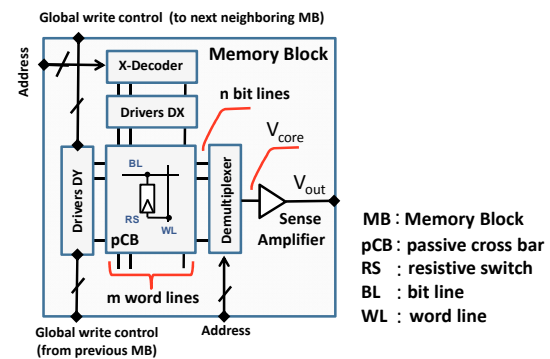 Global write control (to next neighboring MB)
Address
Memory Block
X-Decoder
Drivers DX
n bit lines
Vcore
Drivers DY
BL
RS
WL
pCB
Demultiplexer
Vout
Sense
Amplifier
m word lines
Global write control
(from previous MB)
Address
MB : Memory Block
pCB : passive cross bar
RS : resistive switch
BL : bit line
WL : word line